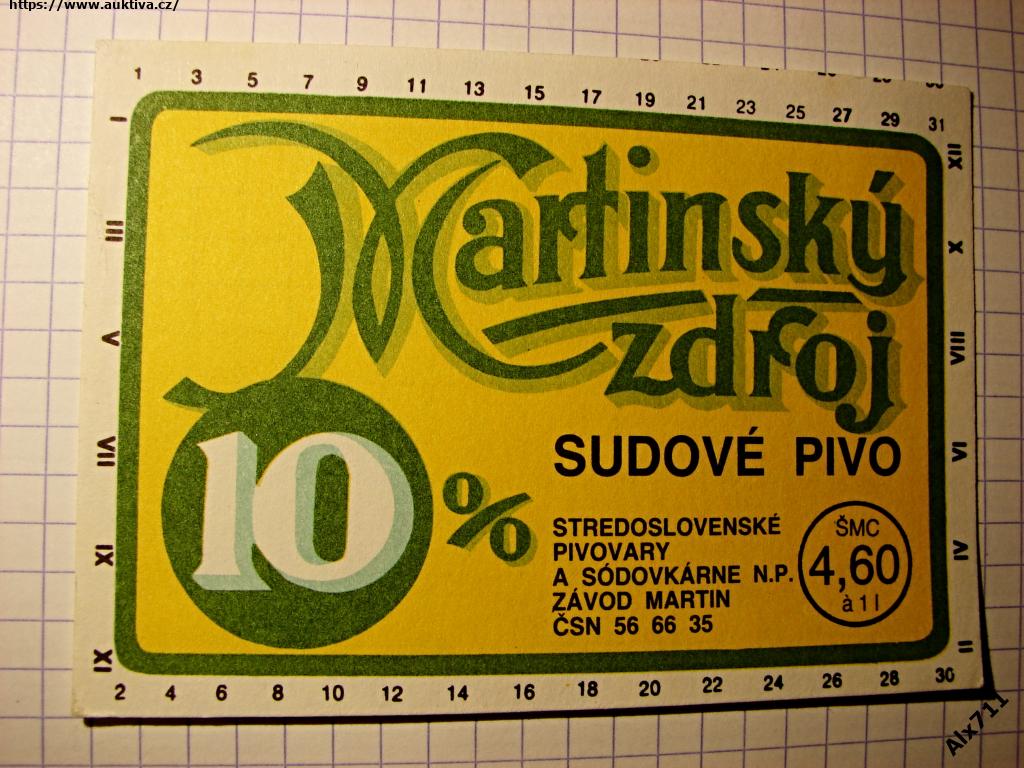 https://www.auktiva.cz/
1 3 5 7 9 11 13 15 17 19 21 23 25 27 29 31
I
III
V
VII
IX
XI
XII
X
VIII
VI
IV
II
Martinský
zdroj
10%
SUDOVÉ PIVO
STREDOSLOVENSKÉ
PIVOVARY
A SÓDOVKÁRNE N.P.
ZÁVOD MARTIN
ČSN 56 66 35
ŠMC
4,60
à 1 l
2 4 6 8 10 12 14 16 18 20 22 24 26 28 30
Alx711